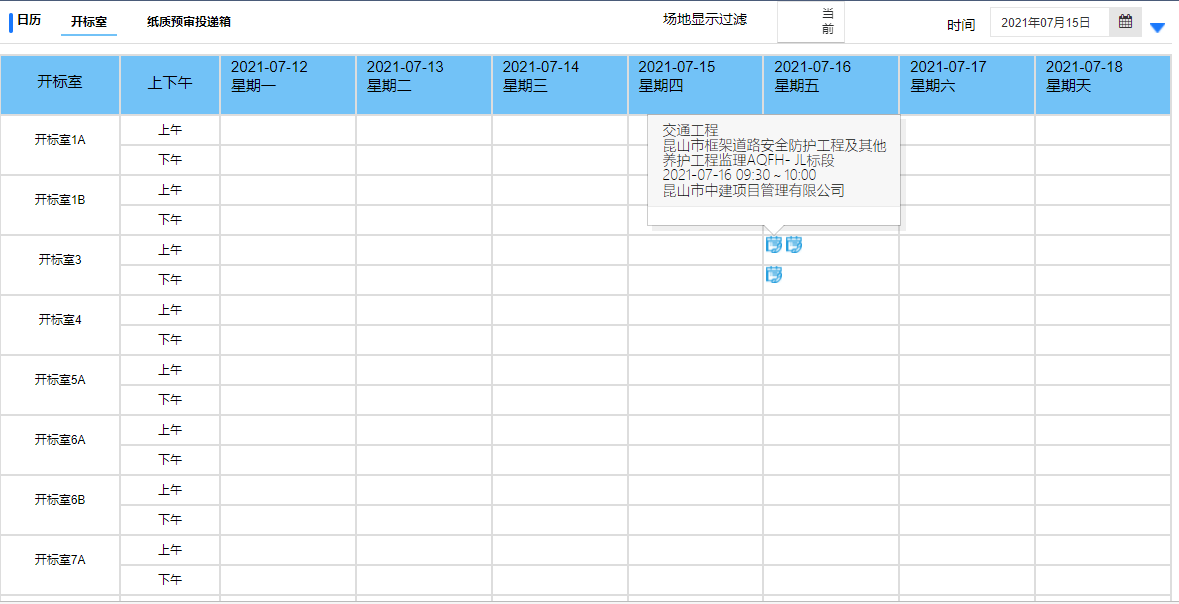 日历
开标室
纸质预审投递箱
场地显示过滤
当
前
时间
2021年07月15日
开标室
上下午
2021-07-12
星期一
2021-07-13
星期二
2021-07-14
星期三
2021-07-15
星期四
2021-07-16
星期五
2021-07-17
星期六
2021-07-18
星期天
交通工程
昆山市框架道路安全防护工程及其他
养护工程监理AQFH- JL标段
2021-07-16 09:30 ~ 10:00
昆山市中建项目管理有限公司
开标室1A
上午
下午
开标室1B
上午
下午
开标室3
上午
下午
开标室4
上午
下午
开标室5A
上午
下午
开标室6A
上午
下午
开标室6B
上午
下午
开标室7A
上午
下午